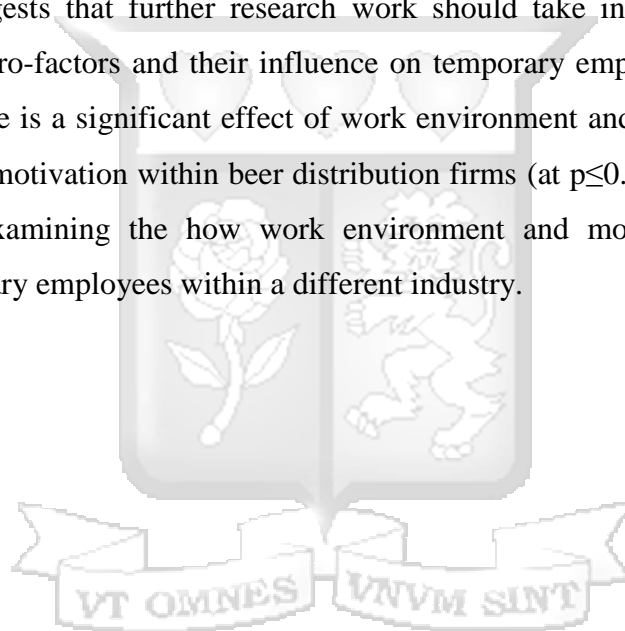 gests that further research work should take in
ro-factors and their influence on temporary emp
e is a significant effect of work environment and
motivation within beer distribution firms (at p≤0.
xamining the how work environment and mo
ary employees within a different industry.
VT OMNES VNVM SINT